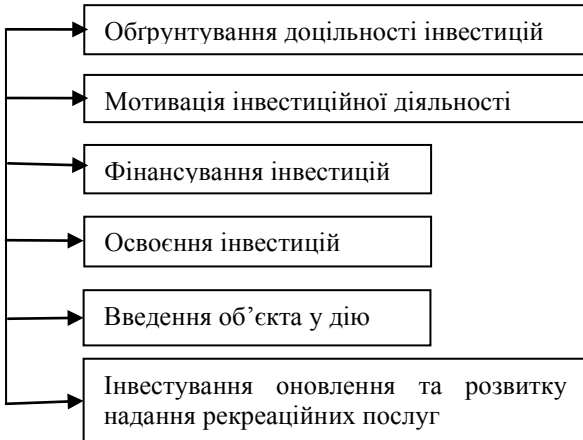 Обґрунтування доцільності інвестицій
Мотивація інвестиційної діяльності
Фінансування інвестицій
Освоєння інвестицій
Введення об’єкта у дію
Інвестування оновлення та розвитку
надання рекреаційних послуг